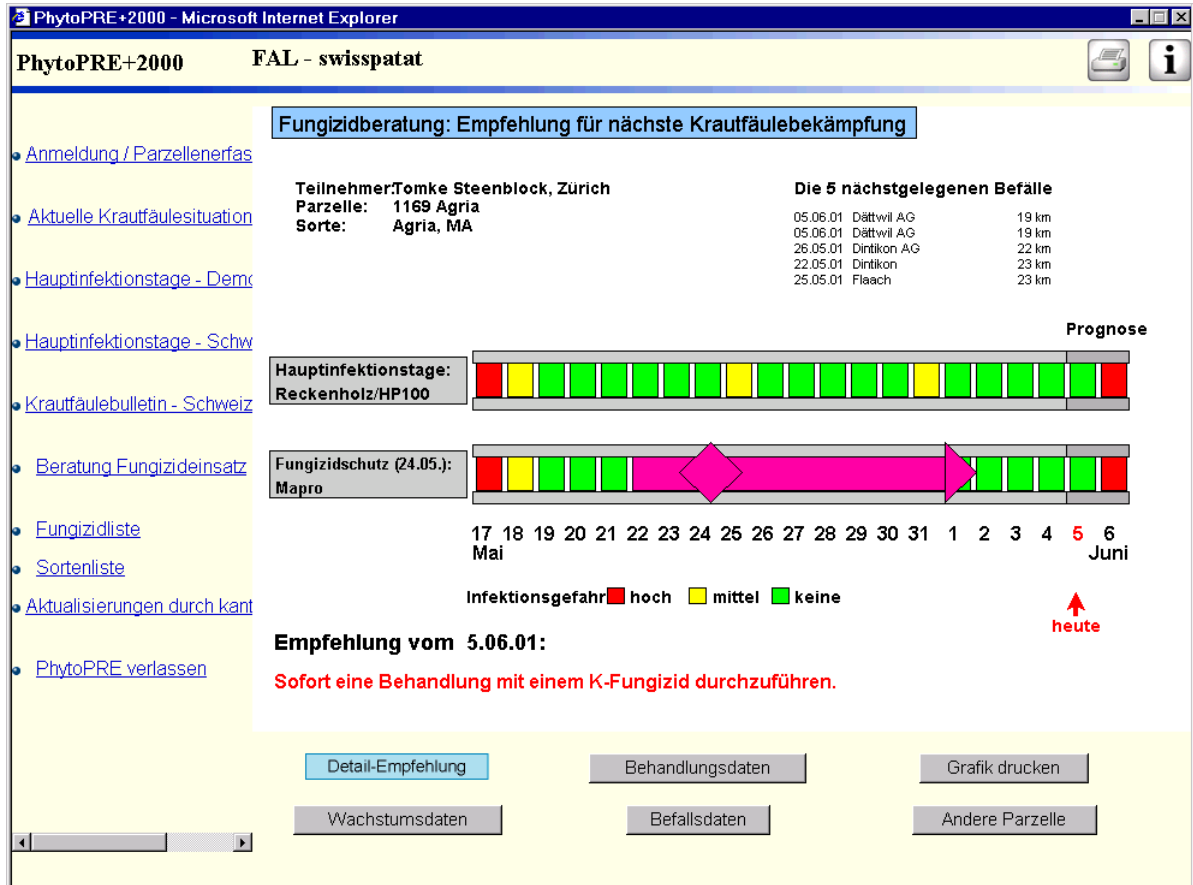 PhytoPRE+2000 - Microsoft Internet Explorer
PhytoPRE+2000 FAL - swisspatat
Fungizidberatung: Empfehlung für nächste Krautfäulebekämpfung
Anmeldung / Parzellenerfas
Aktuelle Krautfäulesituation
Hauptinfektionstage - Demo
Hauptinfektionstage - Schw
Krautfäulebulletin - Schweiz
Beratung Fungizideinsatz
Fungizidliste
Sortenliste
Aktualisierungen durch kant
PhytoPRE verlassen
Teilnehmer:Tomke Steenblock, Zürich
Parzelle: 1169 Agria
Sorte: Agria, MA
Die 5 nächstgelegenen Befälle
05.06.01 Dättwil AG 19 km
05.06.01 Dättwil AG 19 km
26.05.01 Dintikon AG 22 km
22.05.01 Dintikon 23 km
25.05.01 Flaach 23 km
Prognose
Hauptinfektionstage:
Reckenholz/HP100
Fungizidschutz (24.05.):
Mapro
17 18 19 20 21 22 23 24 25 26 27 28 29 30 31 1 2 3 4 5 6
Mai Juni
Infektionsgefahr hoch mittel keine
heute
Empfehlung vom 5.06.01:
Sofort eine Behandlung mit einem K-Fungizid durchzuführen.
Detail-Empfehlung Behandlungsdaten Grafik drucken
Wachstumsdaten Befallsdaten Andere Parzelle